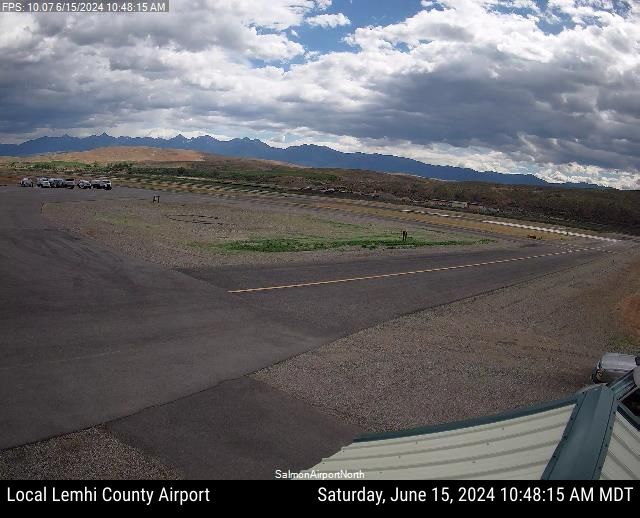 FPS: 10.07 6/15/2024 10:48:15 AM
SalmonAirportNorth
Local Lemhi County Airport Saturday, June 15, 2024 10:48:15 AM MDT